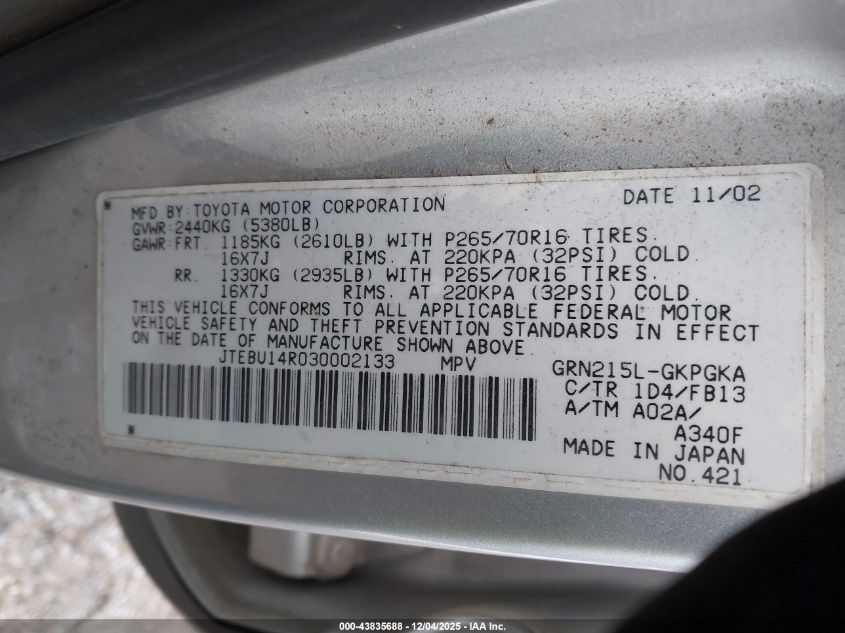 MFD BY: TOYOTA MOTOR CORPORATION DATE 11/02
GVWR: 2440KG (5380LB)
GAWR: FRT. 1185KG (2610LB) WITH P265/70R16 TIRES.
16X7J RIMS. AT 220KPA (32PSI) COLD.
RR. 1330KG (2935LB) WITH P265/70R16 TIRES.
16X7J RIMS. AT 220KPA (32PSI) COLD.
THIS VEHICLE CONFORMS TO ALL APPLICABLE FEDERAL MOTOR
VEHICLE SAFETY AND THEFT PREVENTION STANDARDS IN EFFECT
ON THE DATE OF MANUFACTURE SHOWN ABOVE.
JTEBU14R030002133 MPV GRN215L-GKPGKA
C/TR 1D4/FB13
A/TM A02A/
A340F
MADE IN JAPAN
NO.421
000-43835688 - 12/04/2025 - IAA Inc.